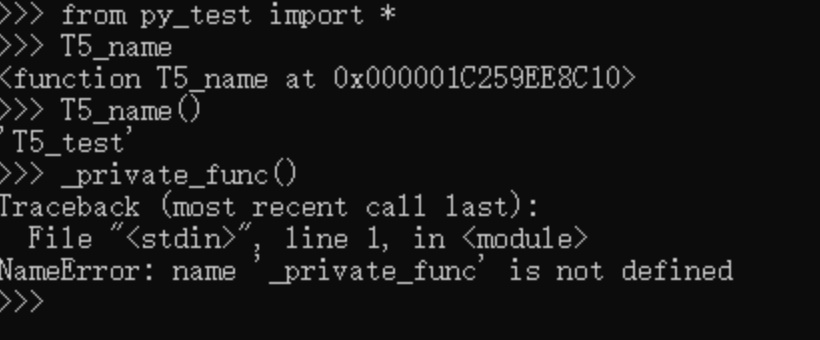 >>> from py_test import *
>>> T5_name
<function T5_name at 0x000001C259EE8C10>
>>> T5_name()
'T5_test'
>>> _private_func()
Traceback (most recent call last):
  File "<stdin>", line 1, in <module>
NameError: name '_private_func' is not defined
>>>